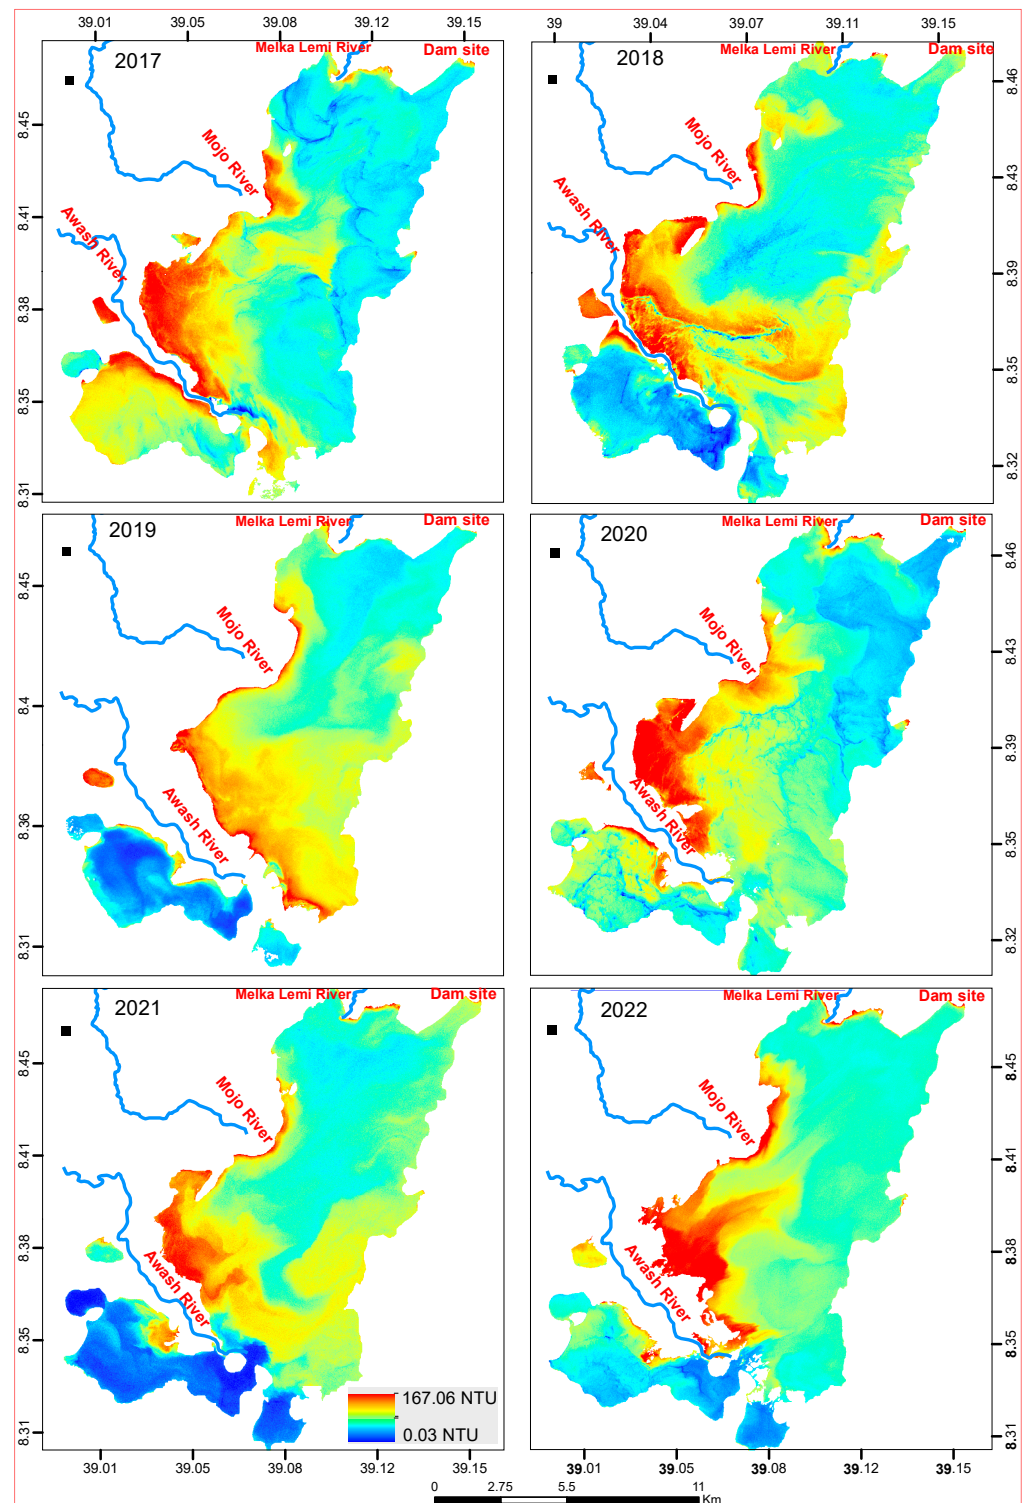 39.01 39.05 39.08 39.12 39.15
39 39.04 39.07 39.11 39.15
2017
Melka Lemi River
Dam site
Mojo River
Awash River
8.45
8.41
8.38
8.35
8.31
2018
Melka Lemi River
Dam site
Mojo River
Awash River
8.46
8.43
8.39
8.35
8.32
2019
Melka Lemi River
Dam site
Mojo River
Awash River
8.45
8.4
8.36
8.31
2020
Melka Lemi River
Dam site
Mojo River
Awash River
8.46
8.43
8.39
8.35
8.32
2021
Melka Lemi River
Dam site
Mojo River
Awash River
8.45
8.41
8.38
8.35
8.31
167.06 NTU
0.03 NTU
2022
Melka Lemi River
Dam site
Mojo River
Awash River
8.45
8.41
8.38
8.35
8.31
39.01 39.05 39.08 39.12 39.15
39.01 39.05 39.08 39.12 39.15
0 2.75 5.5 11
Km